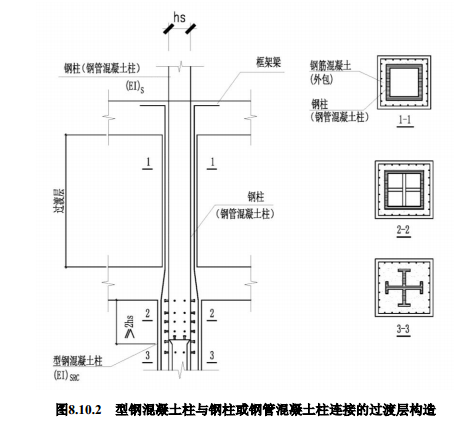 hs
钢柱(钢管混凝土柱)
(EI)S
框架梁
钢筋混凝土
(外包)
钢柱
(钢管混凝土柱)
1-1
1
1
过渡层
钢柱
(钢管混凝土柱)
2-2
≥2hs
2
2
3
3
型钢混凝土柱
(EI)SRC
3-3
图8.10.2 型钢混凝土柱与钢柱或钢管混凝土柱连接的过渡层构造